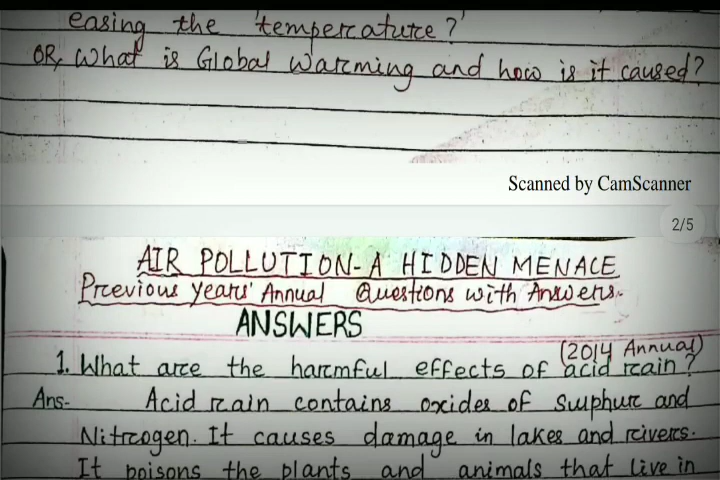 easing the temperature?
OR, What is Global Warming and how is it caused?
Scanned by CamScanner
2/5
AIR POLLUTION- A HIDDEN MENACE
Previous years' Annual Questions with Answers.
ANSWERS
(2014 Annual)
1. What are the harmful effects of acid rain?
Ans- Acid rain contains oxides of Sulphur and
Nitrogen. It causes damage in lakes and rivers.
It poisons the plants and animals that live in